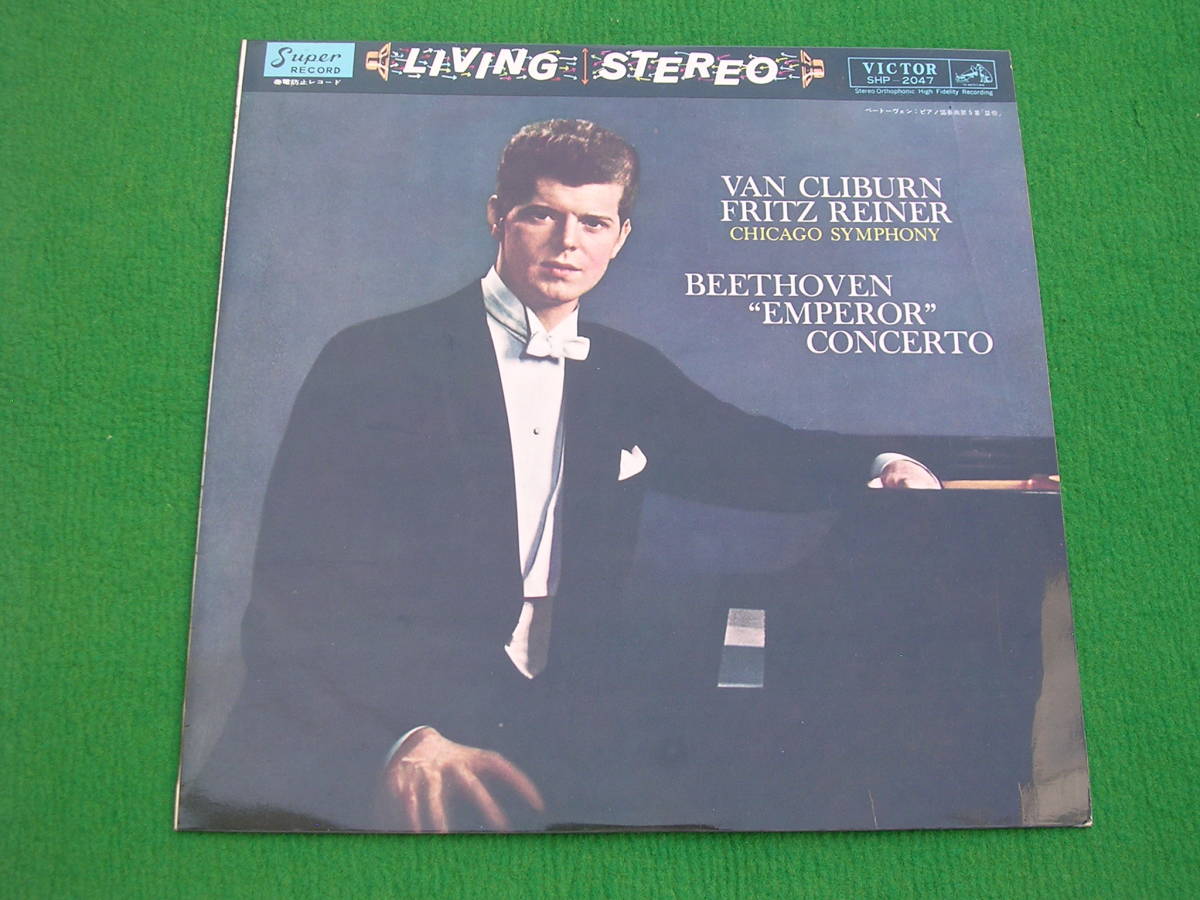 Super
RECORD
帯電防止レコード
LIVING STEREO
VICTOR
SHP-2047
Stereo-Orthophonic High Fidelity Recording
ベートーヴェン:ピアノ協奏曲第5番「皇帝」
VAN CLIBURN
FRITZ REINER
CHICAGO SYMPHONY
BEETHOVEN
“EMPEROR”
CONCERTO